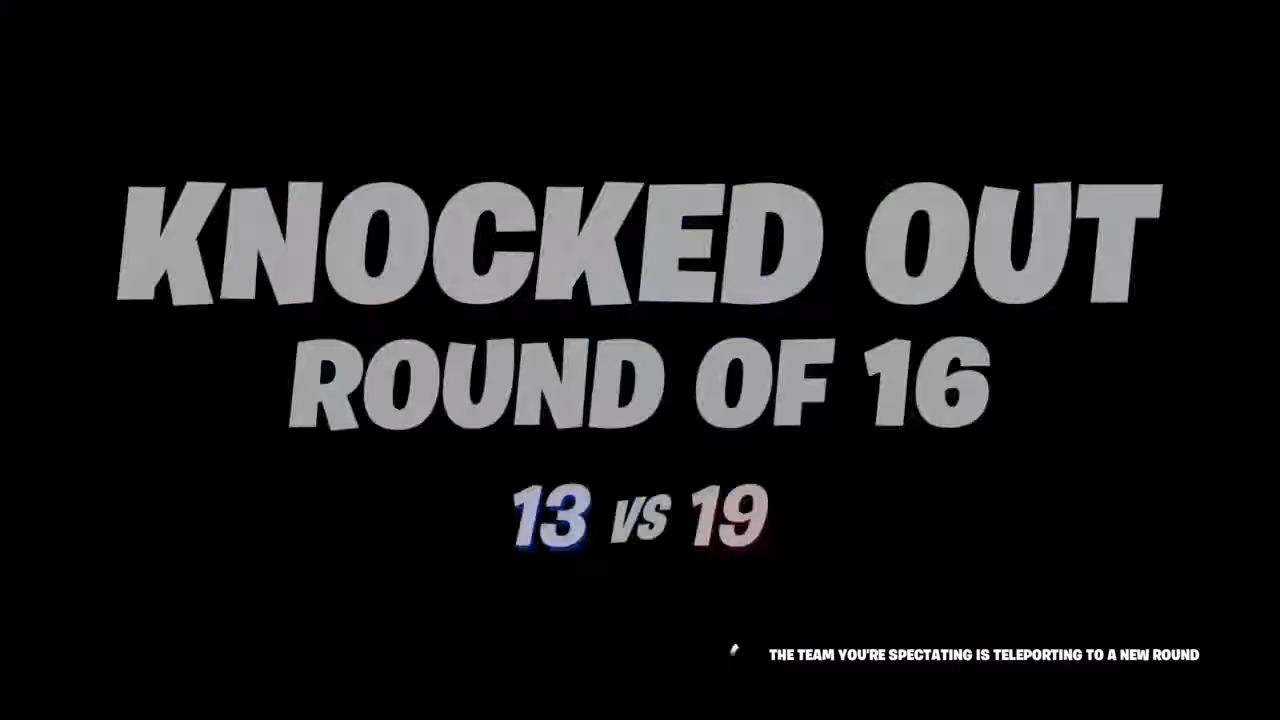 KNOCKED OUT
ROUND OF 16
13 VS 19
THE TEAM YOU'RE SPECTATING IS TELEPORTING TO A NEW ROUND